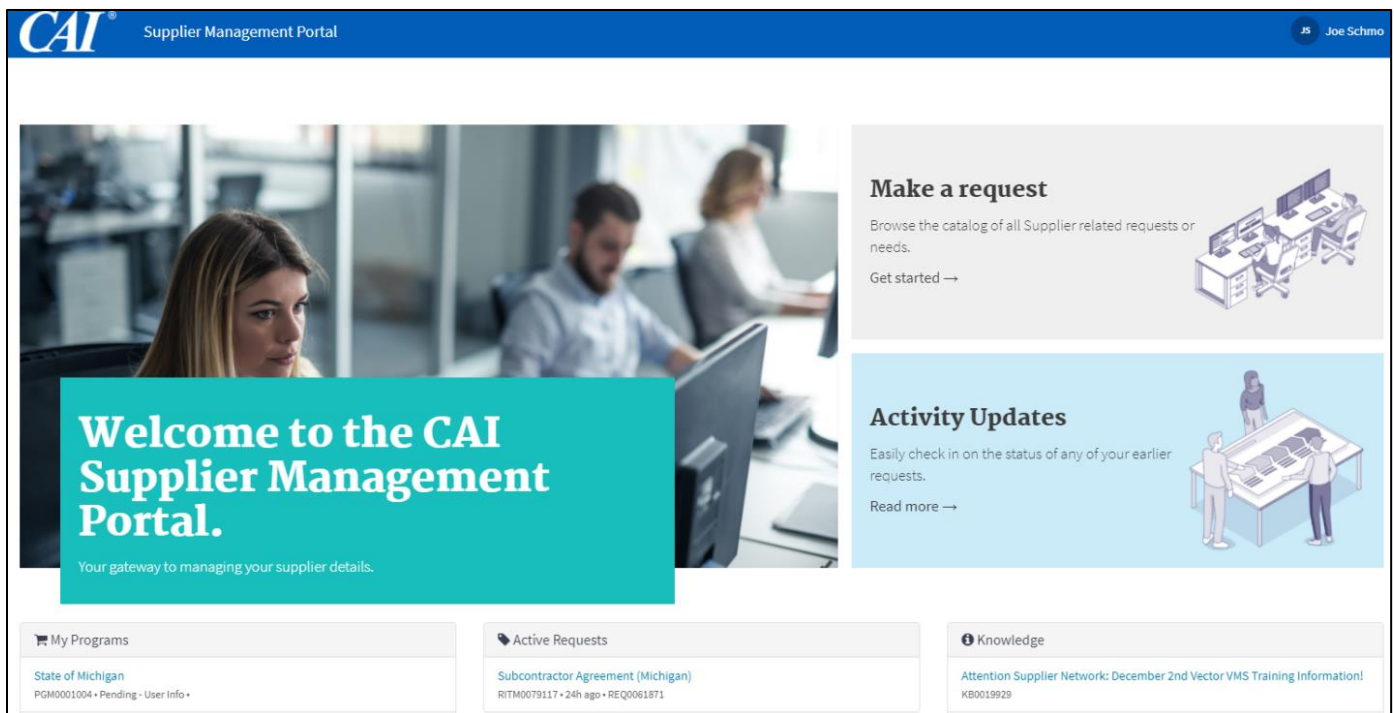 CAI® Supplier Management Portal JS Joe Schmo
Make a request
Browse the catalog of all Supplier related requests or
needs.
Get started →
Welcome to the CAI
Supplier Management
Portal.
Your gateway to managing your supplier details.
Activity Updates
Easily check in on the status of any of your earlier
requests.
Read more →
My Programs
State of Michigan
PGM0001004 • Pending - User Info •
Active Requests
Subcontractor Agreement (Michigan)
RITM0079117 • 24h ago • REQ0061871
Knowledge
Attention Supplier Network: December 2nd Vector VMS Training Information!
KB0019929